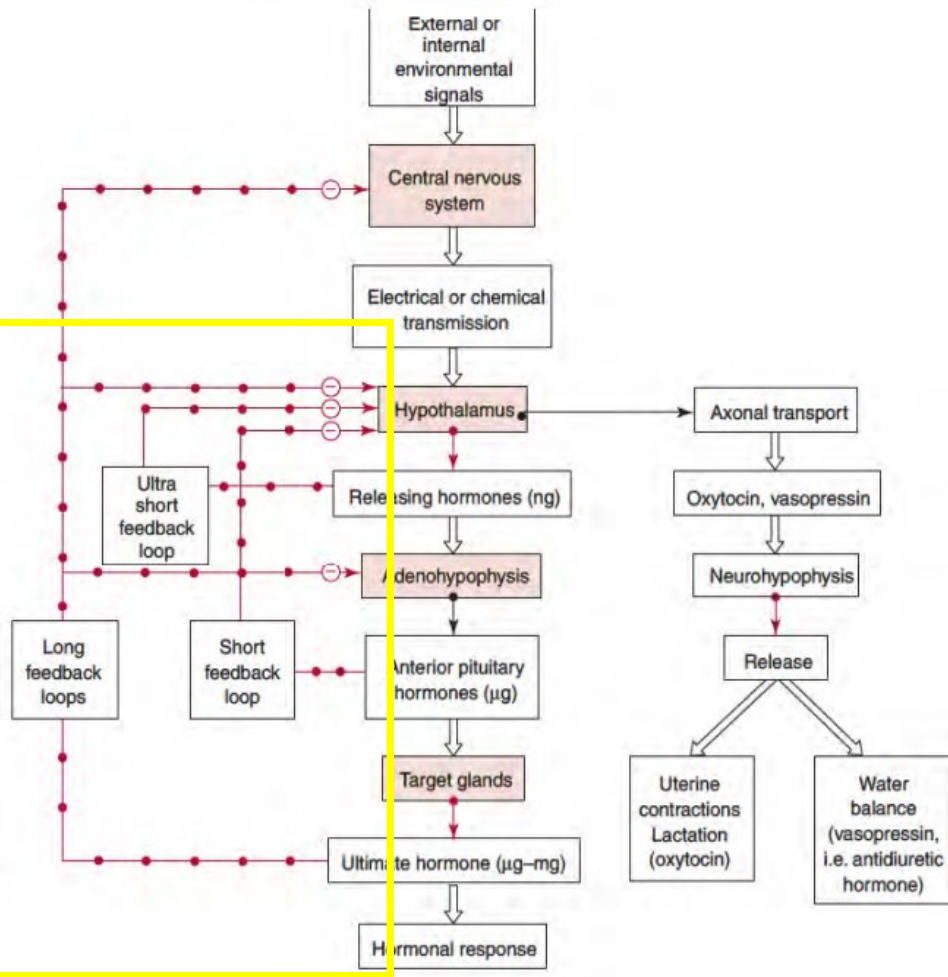 External or
internal
environmental
signals
Central nervous
system
Electrical or chemical
transmission
Hypothalamus
Axonal transport
Ultra
short
feedback
loop
Releasing hormones (ng)
Oxytocin, vasopressin
Adenohypophysis
Neurohypophysis
Long
feedback
loops
Short
feedback
loop
Anterior pituitary
hormones (μg)
Release
Target glands
Uterine
contractions
Lactation
(oxytocin)
Water
balance
(vasopressin,
i.e. antidiuretic
hormone)
Ultimate hormone (μg–mg)
Hormonal response